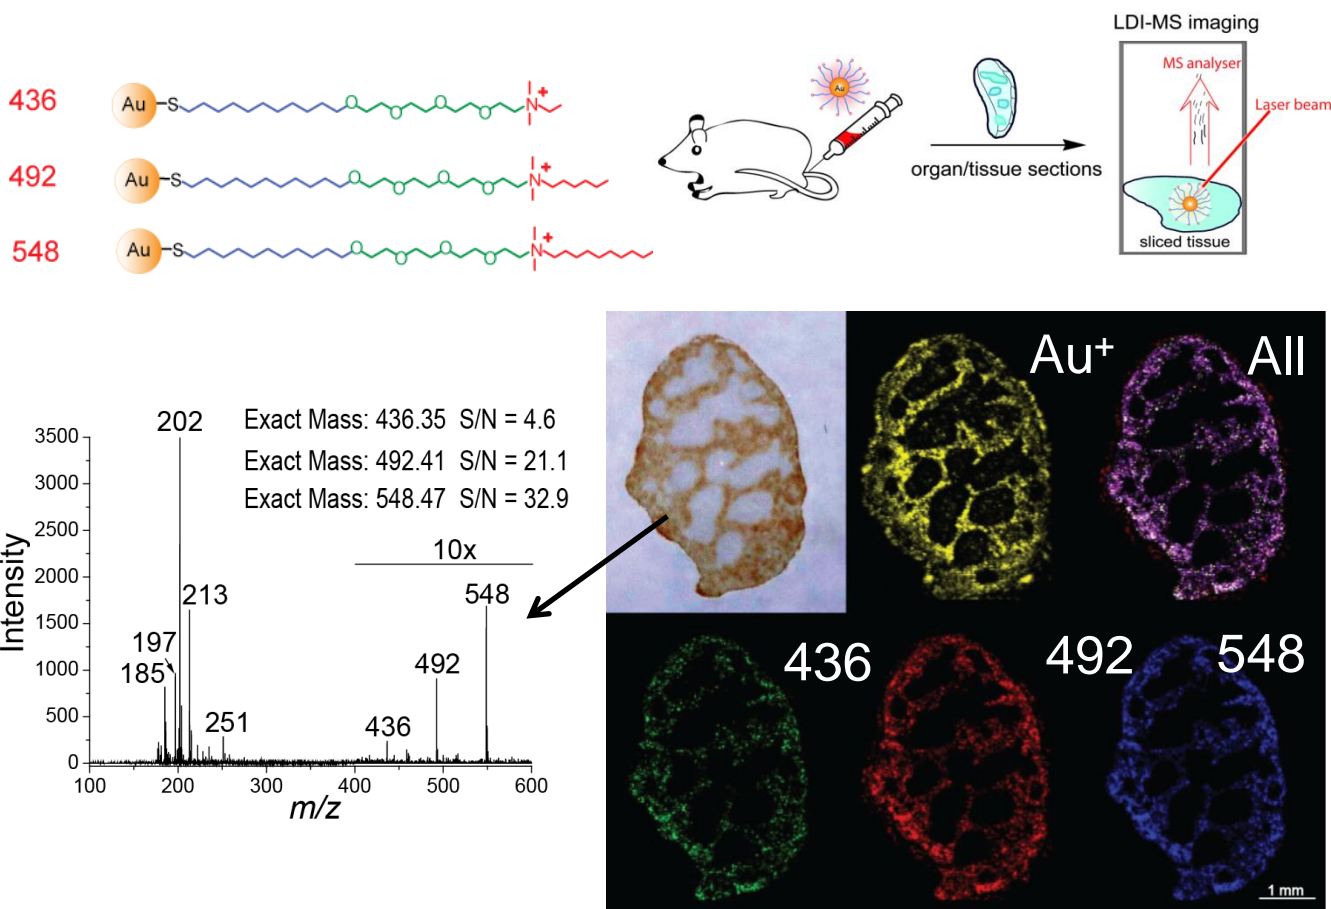 LDI-MS imaging
436
Au
S
O
O
O
O
N
+
MS analyser
Au
Laser beam
492
Au
S
O
O
O
O
N
+
organ/tissue sections
548
Au
S
O
O
O
O
N
+
sliced tissue
Au+
All
Exact Mass: 436.35 S/N = 4.6
Exact Mass: 492.41 S/N = 21.1
Exact Mass: 548.47 S/N = 32.9
202
10x
548
213
197
185
492
251
436
Intensity
3500
3000
2500
2000
1500
1000
500
0
100 200 300 400 500 600
m/z
436
492
548
1 mm